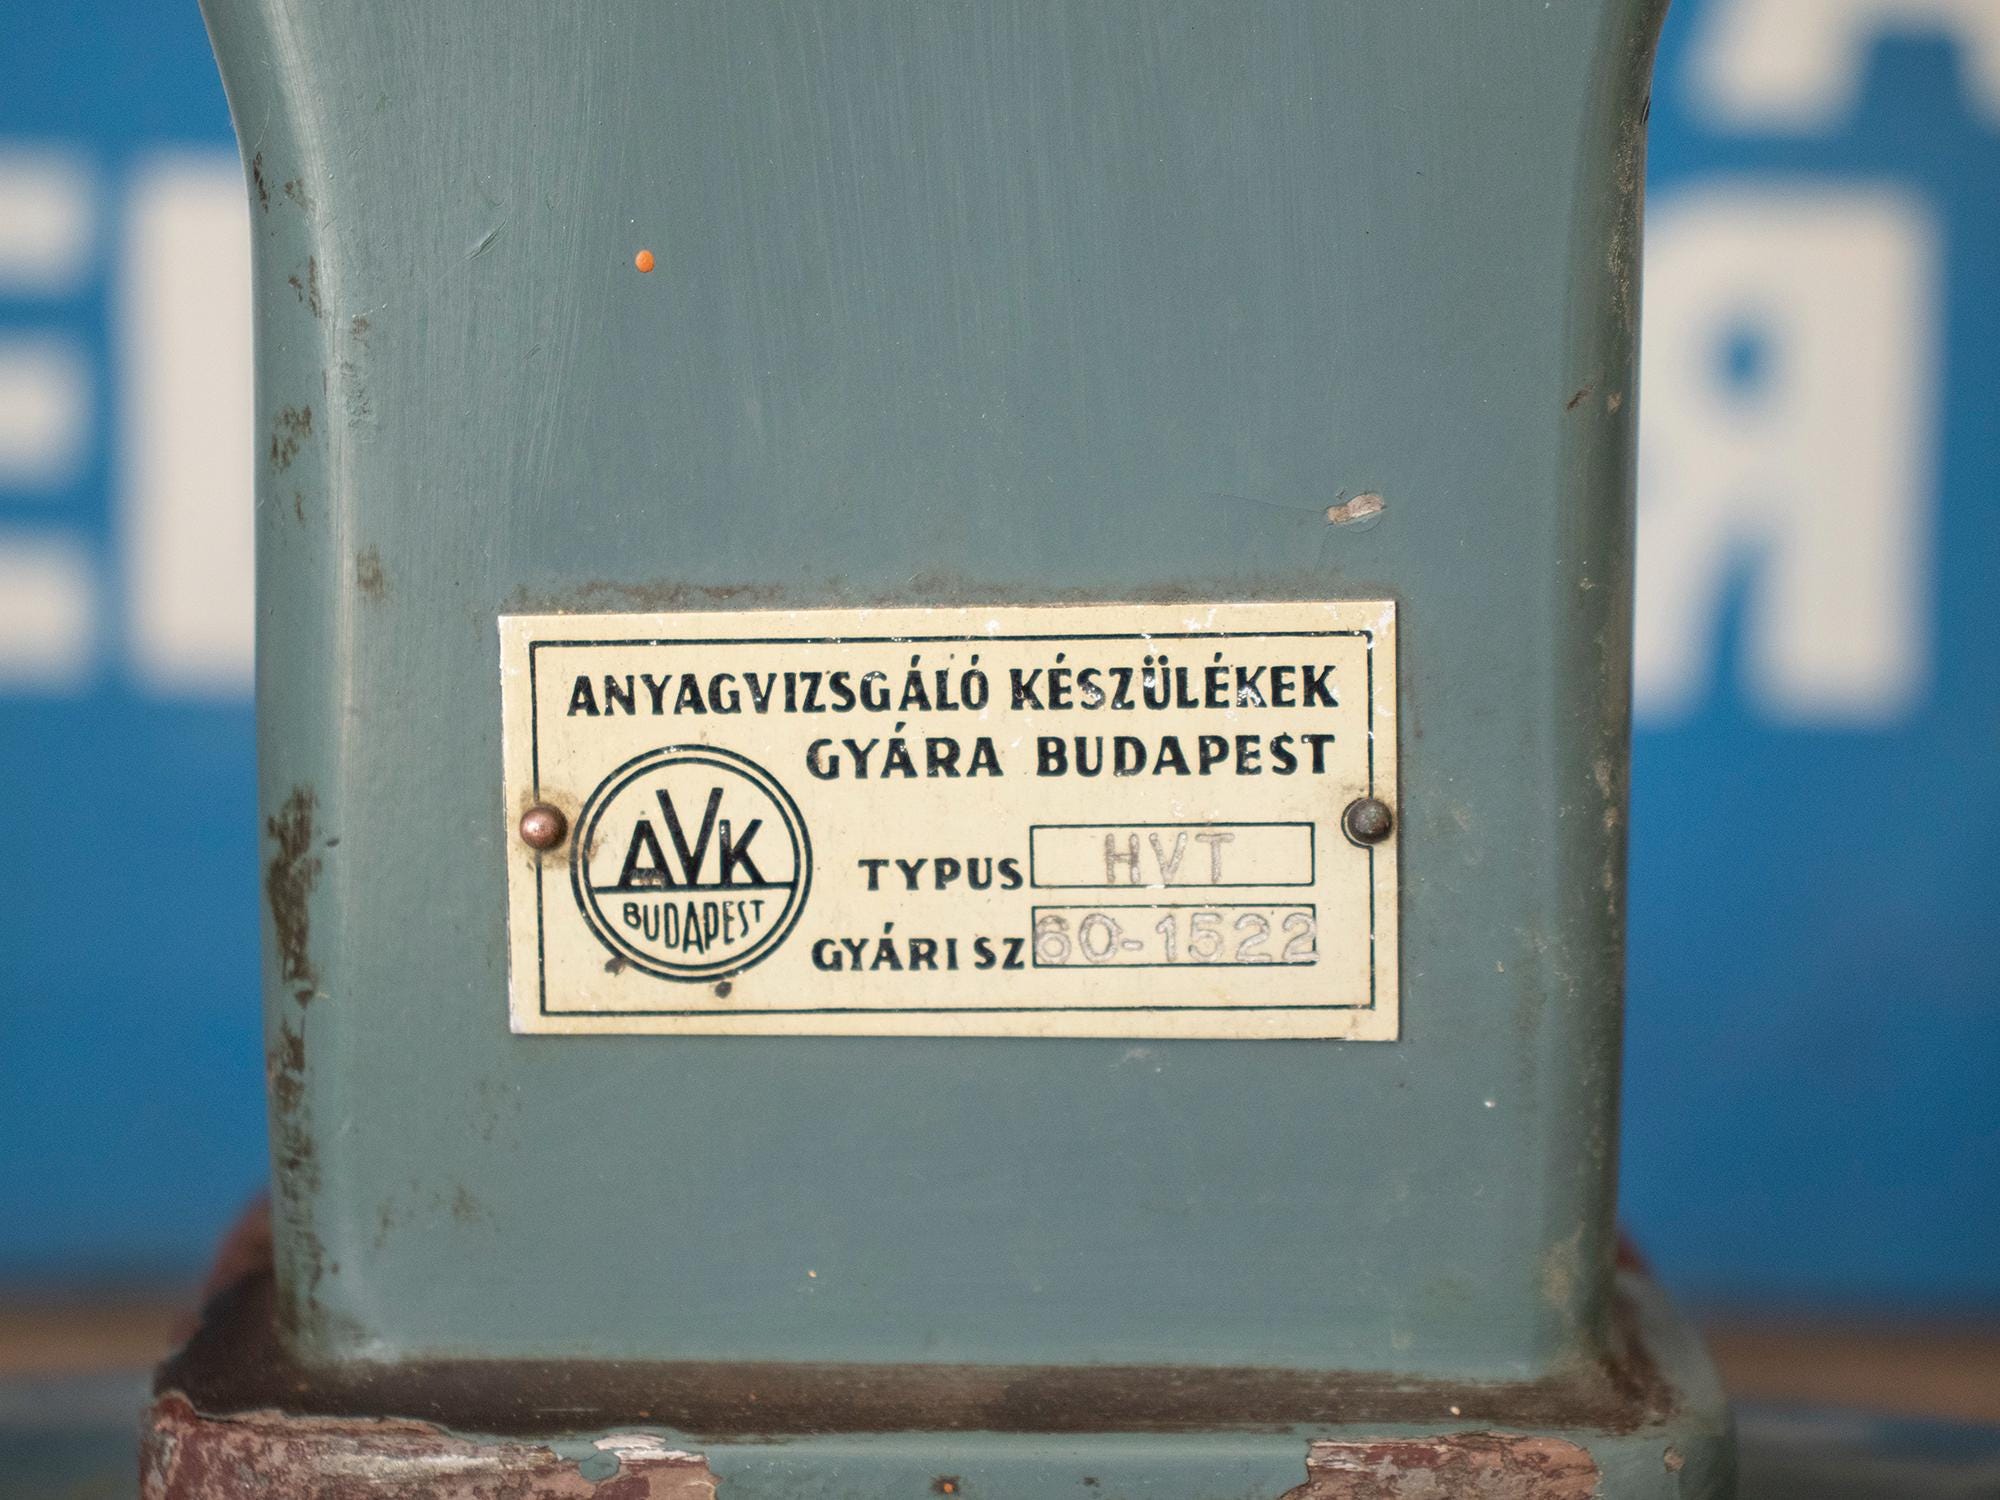 ANYAGVIZSGÁLÓ KÉSZÜLÉKEK
GYÁRA BUDAPEST
AVK
BUDAPEST
TYPUS HVT
GYÁRI SZ 60-1522